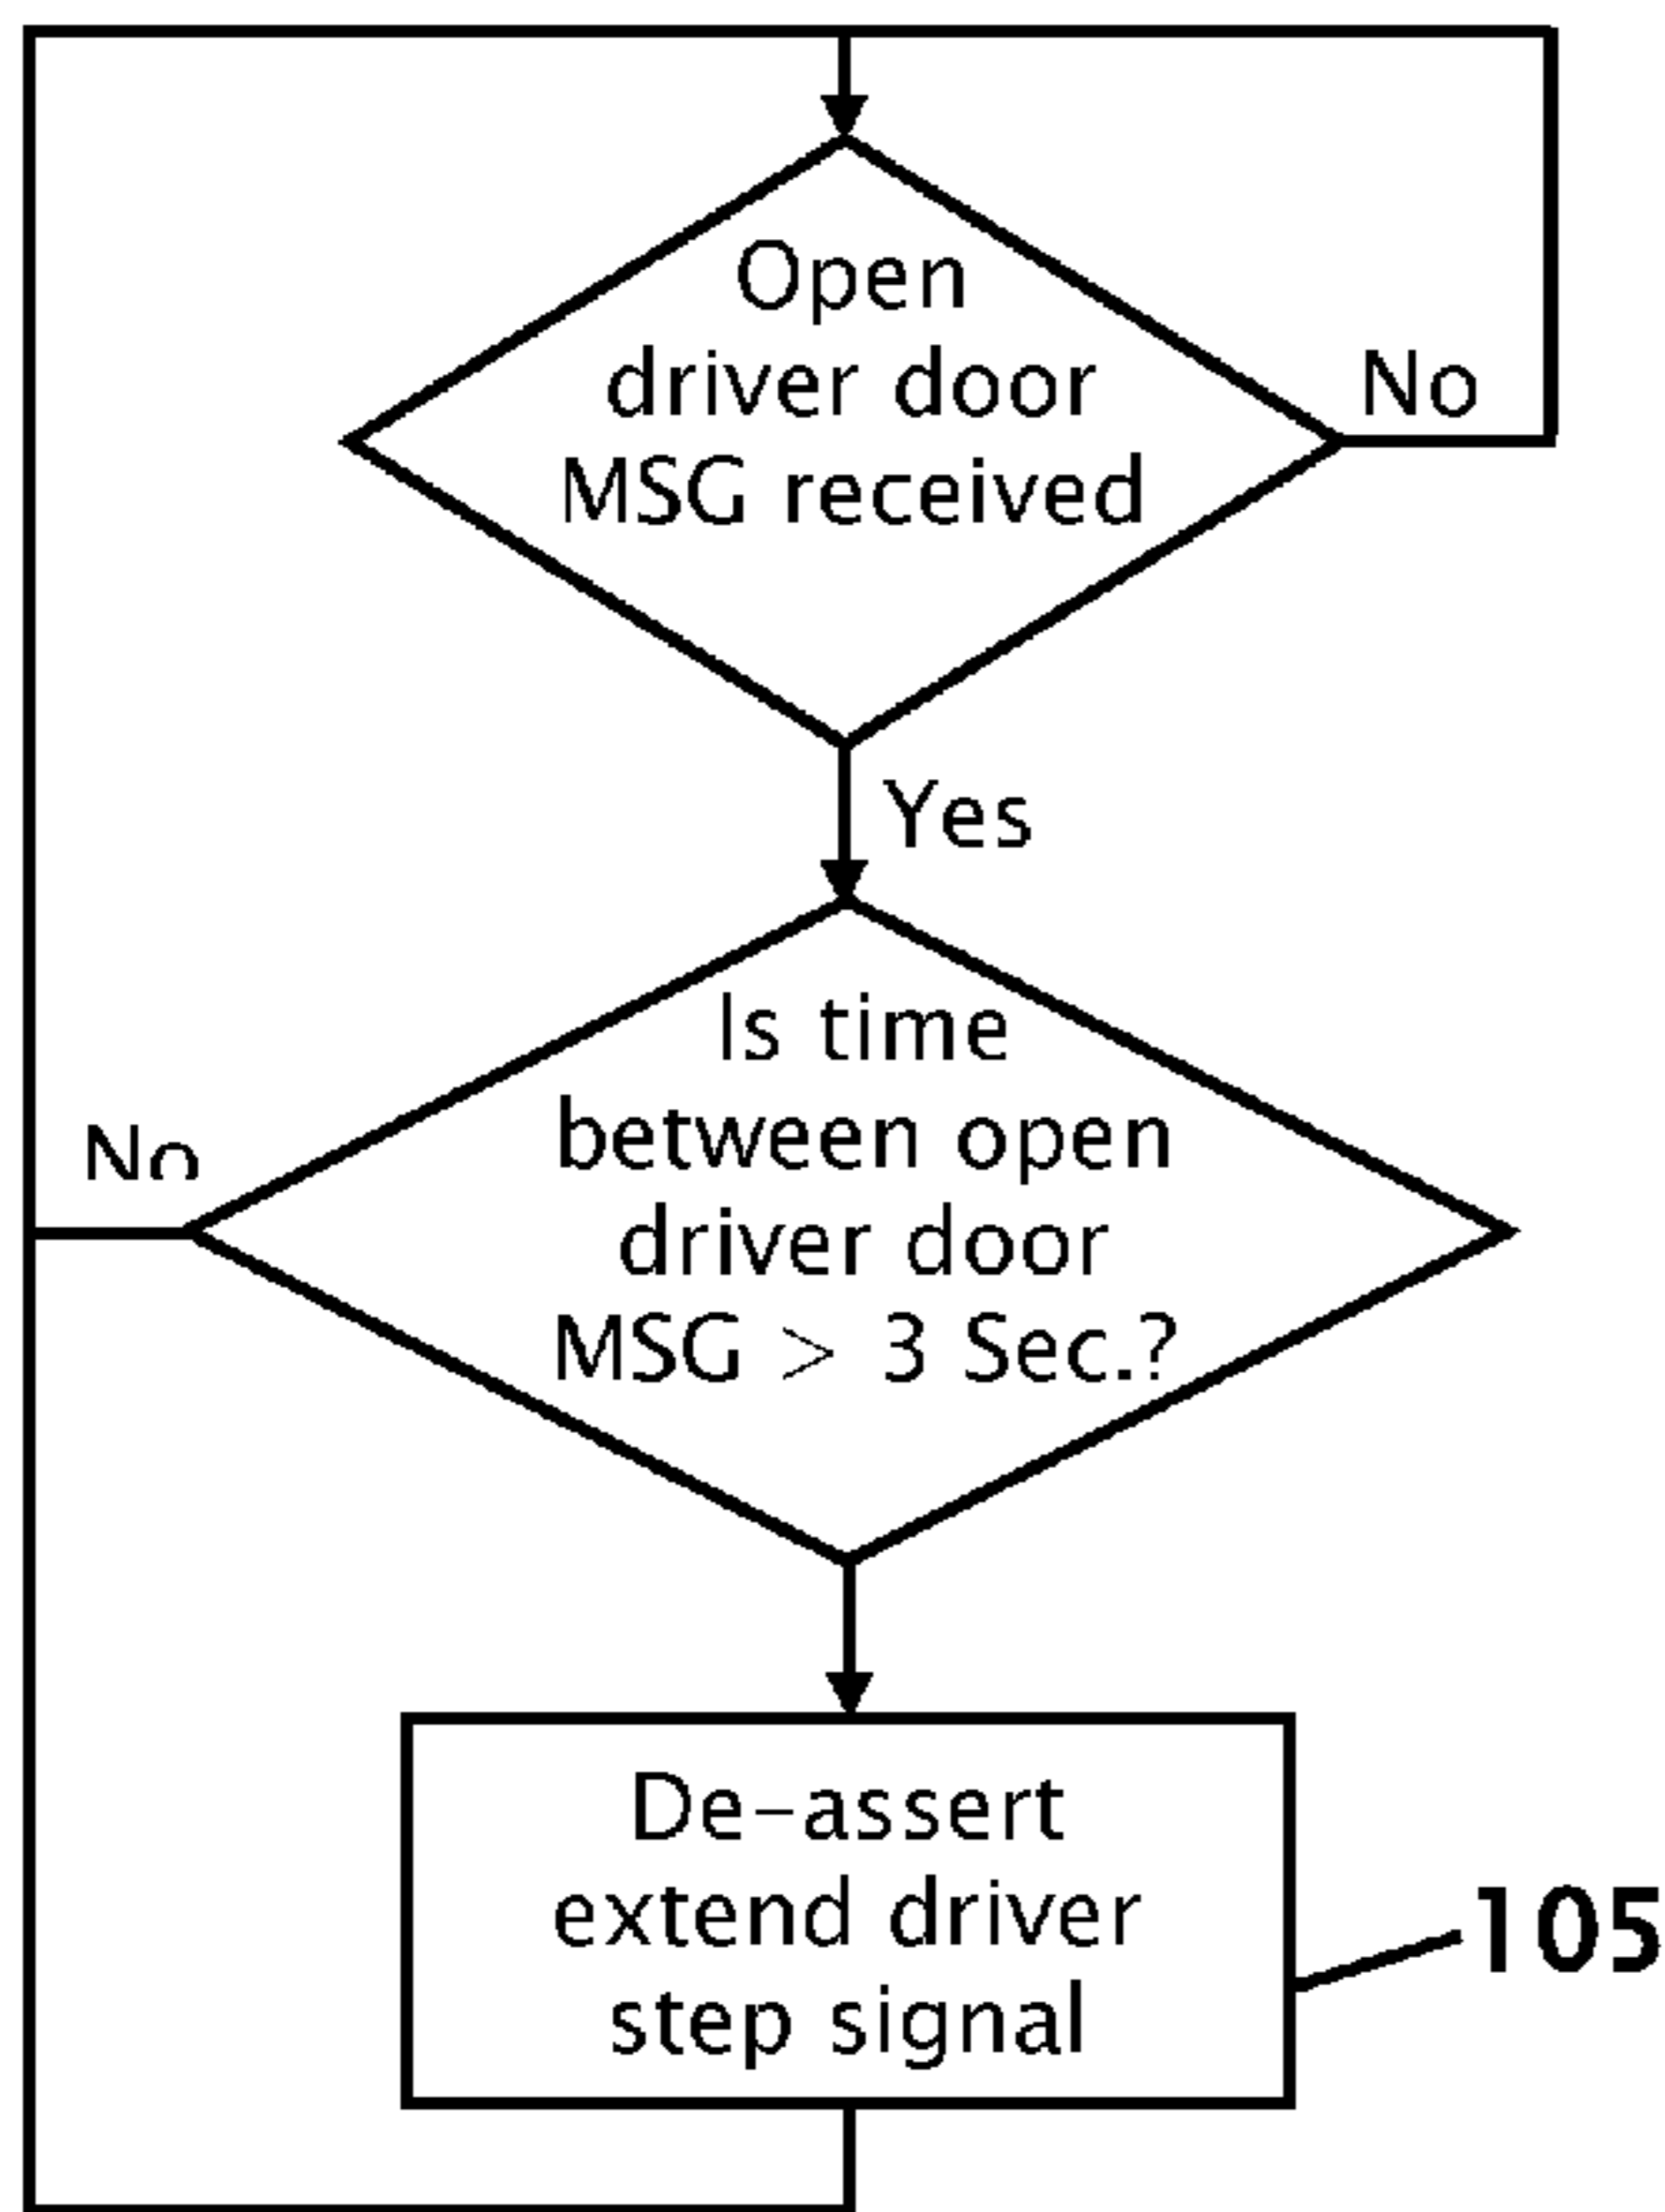 Open
driver door
MSG received
No
Yes
Is time
between open
driver door
MSG > 3 Sec.?
No
De-assert
extend driver
step signal
105